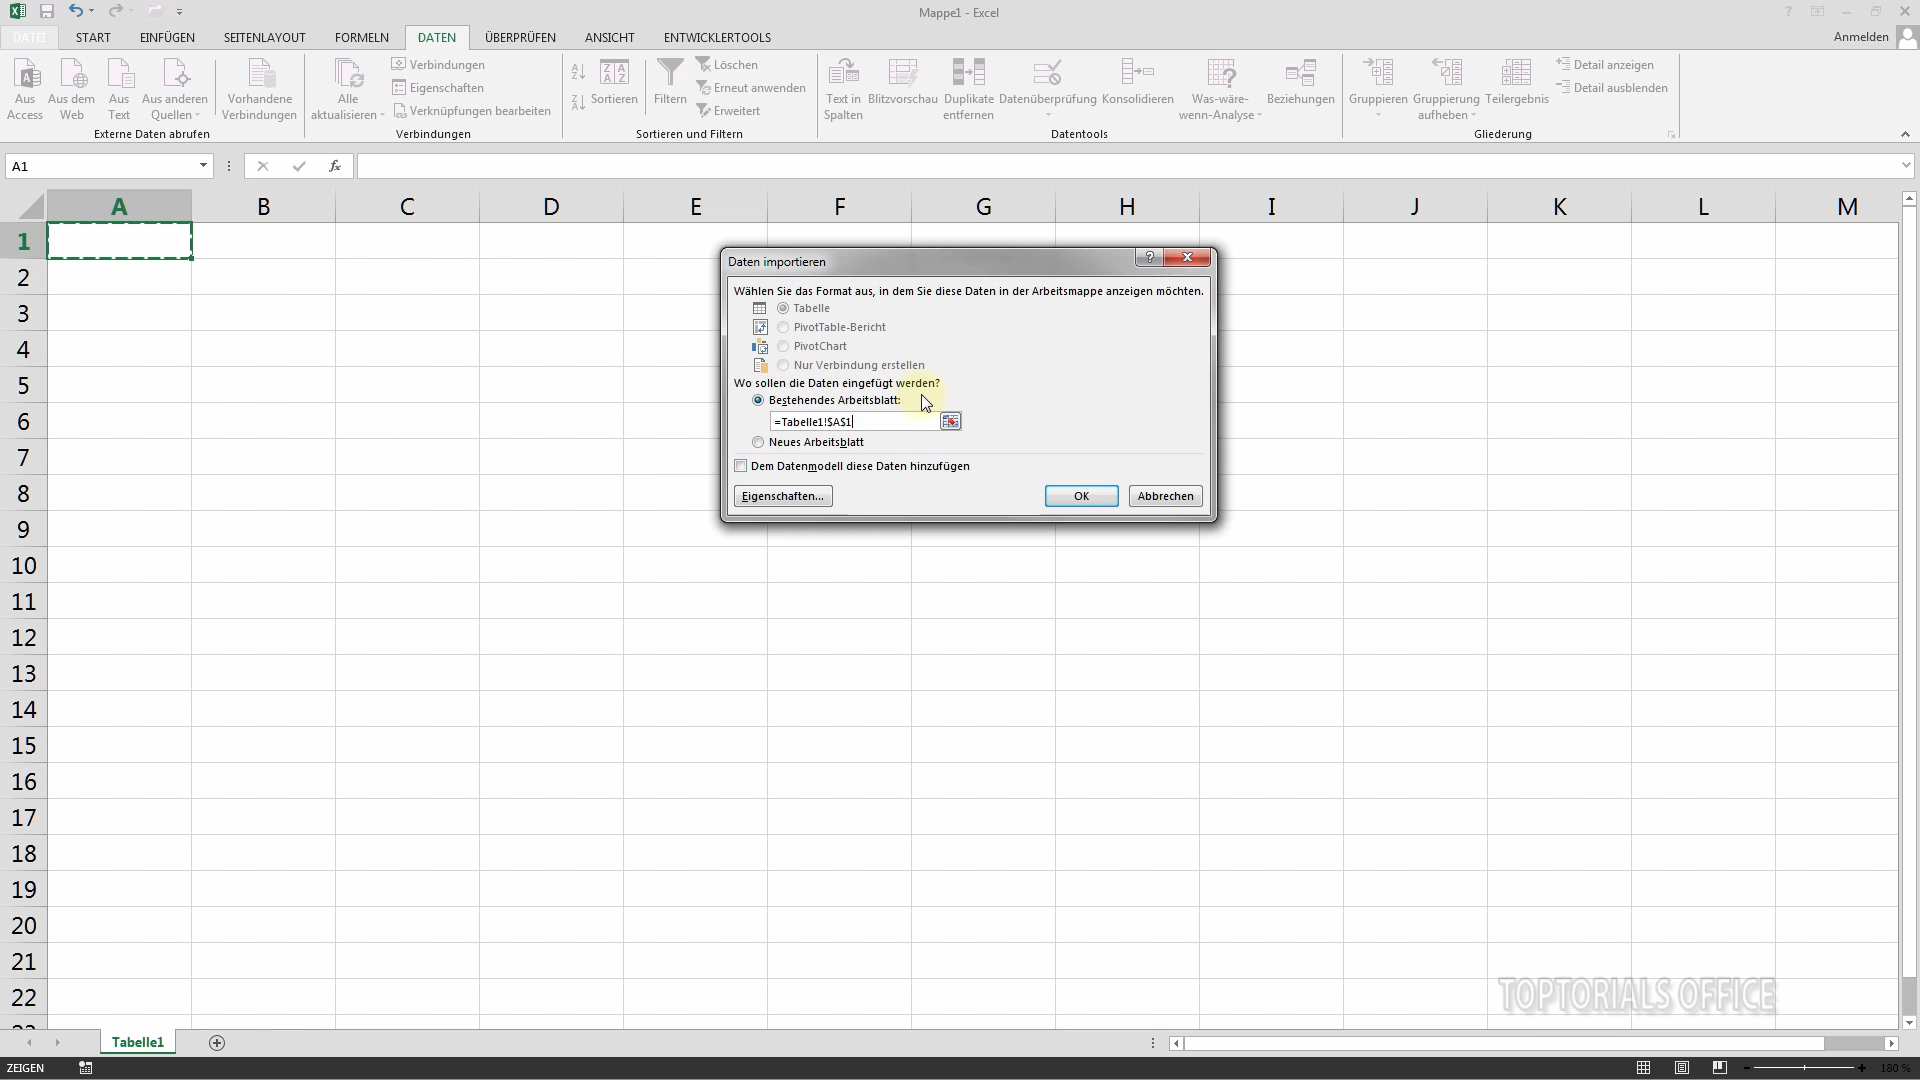 Mappe1 - Excel
DATEI START EINFÜGEN SEITENLAYOUT FORMELN DATEN ÜBERPRÜFEN ANSICHT ENTWICKLERTOOLS Anmelden
Aus Access
Aus dem Web
Aus Text
Aus anderen Quellen
Vorhandene Verbindungen
Externe Daten abrufen
Alle aktualisieren
Verbindungen
Eigenschaften
Verknüpfungen bearbeiten
Verbindungen
Sortieren
Filtern
Löschen
Erneut anwenden
Erweitert
Sortieren und Filtern
Text in Spalten
Blitzvorschau
Duplikate entfernen
Datenüberprüfung
Konsolidieren
Was-wäre-wenn-Analyse
Beziehungen
Datentools
Gruppieren
Gruppierung aufheben
Teilergebnis
Detail anzeigen
Detail ausblenden
Gliederung
A1
fx
A B C D E F G H I J K L M
1
2
3
4
5
6
7
8
9
10
11
12
13
14
15
16
17
18
19
20
21
22
Daten importieren
Wählen Sie das Format aus, in dem Sie diese Daten in der Arbeitsmappe anzeigen möchten.
Tabelle
PivotTable-Bericht
PivotChart
Nur Verbindung erstellen
Wo sollen die Daten eingefügt werden?
Bestehendes Arbeitsblatt:
=Tabelle1!$A$1
Neues Arbeitsblatt
Dem Datenmodell diese Daten hinzufügen
Eigenschaften... OK Abbrechen
TOPTORIALS OFFICE
Tabelle1
ZEIGEN
180 %